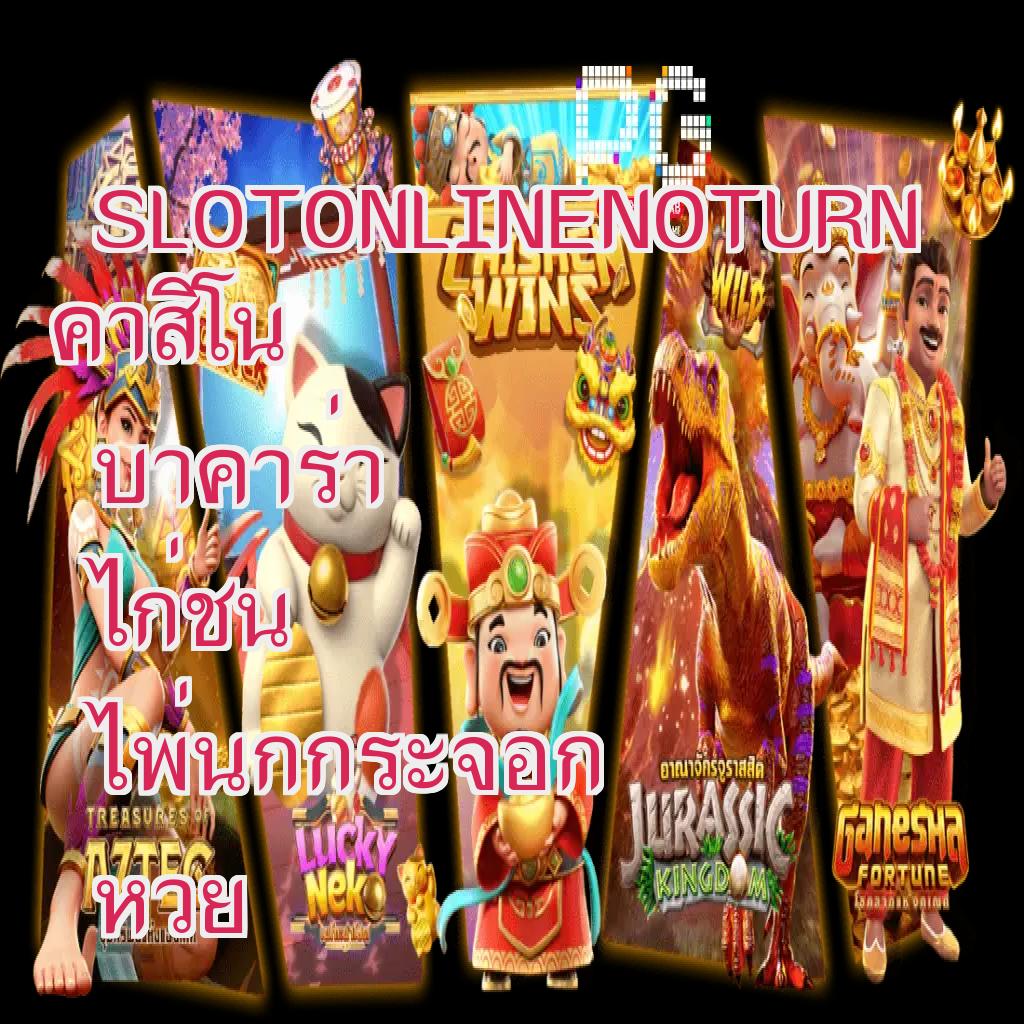 PG
SLOTONLINENOTURN
WINS
WILD
คาสิโน
บาคาร่า
ไก่ชน
ไพ่นกกระจอก
หวย
อาณาจักรจูราสสิค
JURASSIC
KINGDOM
TREASURES OF
AZTEC
LUCKY
NEKO
GANESHA
FORTUNE